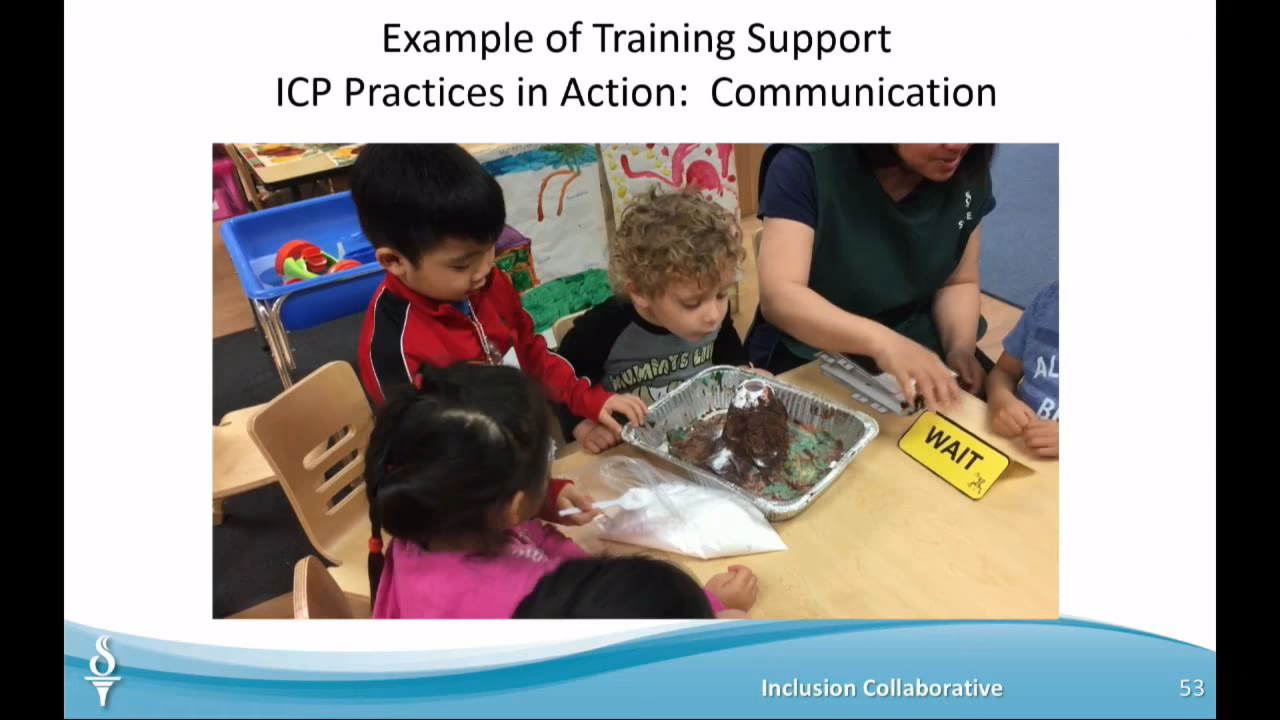 Example of Training Support
ICP Practices in Action:  Communication
WAIT
Inclusion Collaborative
53